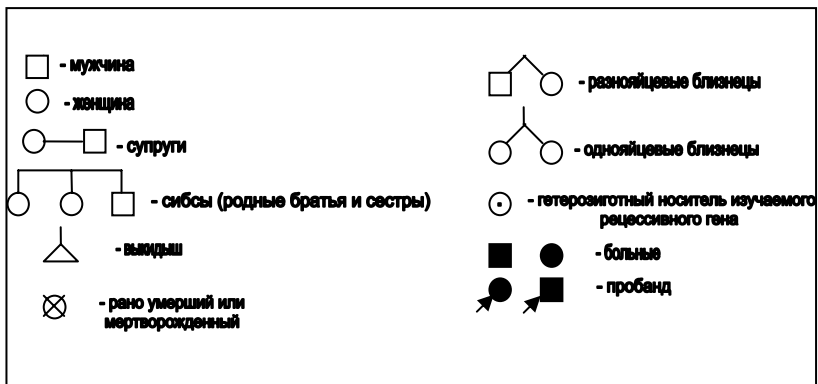 - мужчина
- женщина
- супруги
- сибсы (родные братья и сестры)
- выкидыш
- рано умерший или
мертворожденный
- разнояйцевые близнецы
- однояйцевые близнецы
- гетерозиготный носитель изучаемого
рецессивного гена
- больные
- пробанд